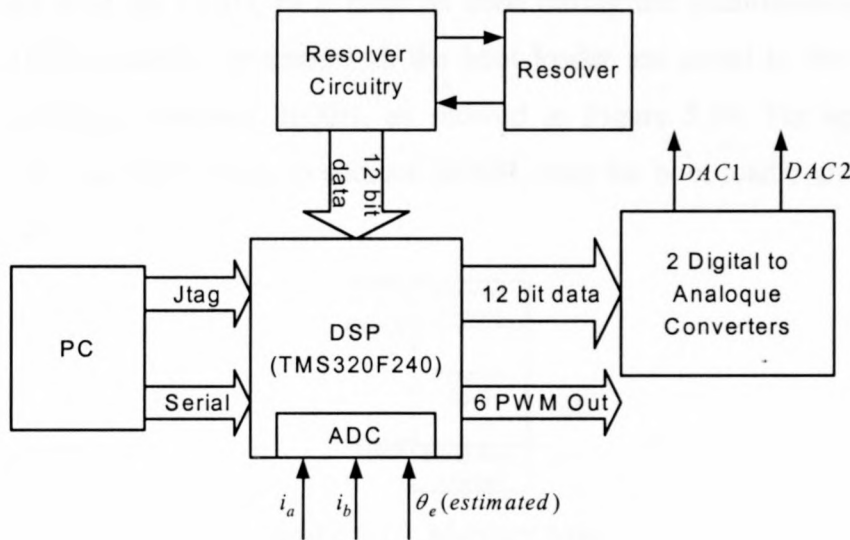 Resolver
Circuitry
Resolver
12 bit
data
DAC1
DAC2
PC
Jtag
Serial
DSP
(TMS320F240)
ADC
12 bit data
6 PWM Out
2 Digital to
Analoque
Converters
i_a
i_b
θ_e (estimated)